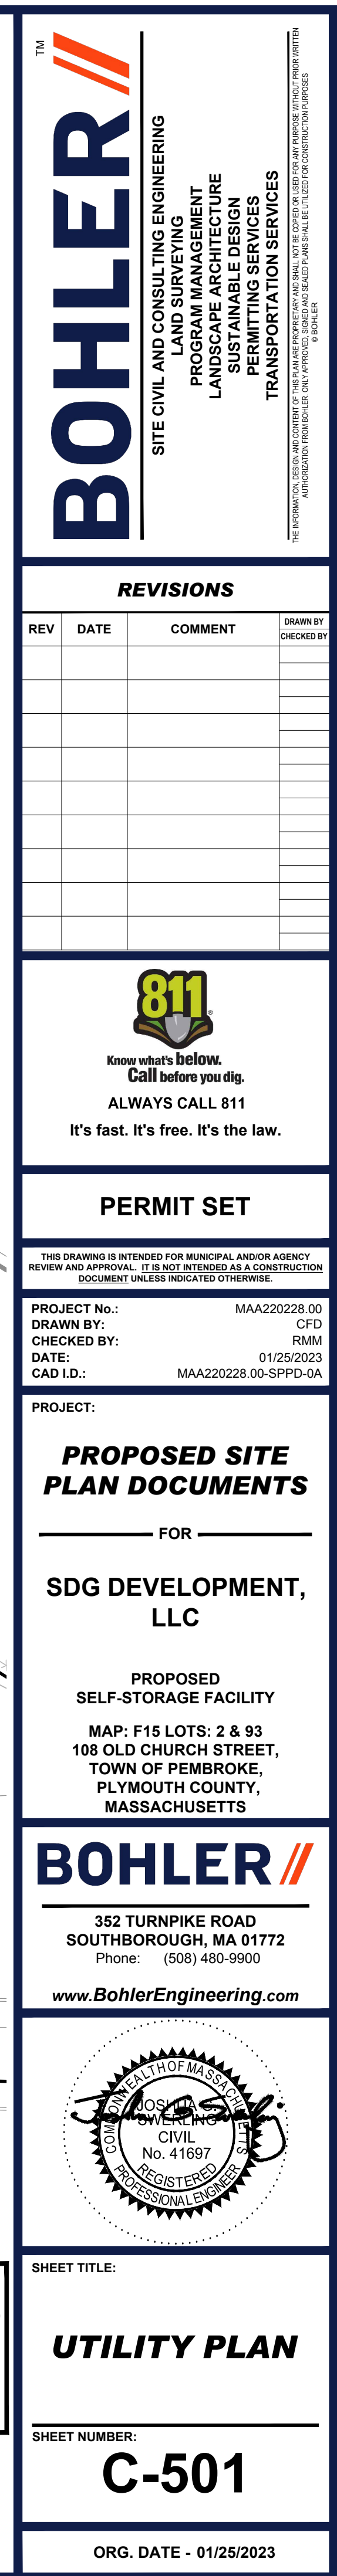 BOHLER //
TM
SITE CIVIL AND CONSULTING ENGINEERING
LAND SURVEYING
PROGRAM MANAGEMENT
LANDSCAPE ARCHITECTURE
SUSTAINABLE DESIGN
PERMITTING SERVICES
TRANSPORTATION SERVICES
THE INFORMATION, DESIGN AND CONTENT OF THIS PLAN ARE PROPRIETARY AND SHALL NOT BE COPIED OR USED FOR ANY PURPOSE WITHOUT PRIOR WRITTEN
AUTHORIZATION FROM BOHLER. ONLY APPROVED, SIGNED AND SEALED PLANS SHALL BE UTILIZED FOR CONSTRUCTION PURPOSES
© BOHLER
REVISIONS
REV DATE COMMENT DRAWN BY
CHECKED BY
811
®
Know what's below.
Call before you dig.
ALWAYS CALL 811
It's fast. It's free. It's the law.
PERMIT SET
THIS DRAWING IS INTENDED FOR MUNICIPAL AND/OR AGENCY
REVIEW AND APPROVAL. IT IS NOT INTENDED AS A CONSTRUCTION
DOCUMENT UNLESS INDICATED OTHERWISE.
PROJECT No.: MAA220228.00
DRAWN BY: CFD
CHECKED BY: RMM
DATE: 01/25/2023
CAD I.D.: MAA220228.00-SPPD-0A
PROJECT:
PROPOSED SITE
PLAN DOCUMENTS
FOR
SDG DEVELOPMENT,
LLC
PROPOSED
SELF-STORAGE FACILITY
MAP: F15 LOTS: 2 & 93
108 OLD CHURCH STREET,
TOWN OF PEMBROKE,
PLYMOUTH COUNTY,
MASSACHUSETTS
BOHLER //
352 TURNPIKE ROAD
SOUTHBOROUGH, MA 01772
Phone: (508) 480-9900
www.BohlerEngineering.com
COMMONWEALTH OF MASSACHUSETTS
JOSHUA G.
SWERLING
CIVIL
No. 41697
REGISTERED
PROFESSIONAL ENGINEER
SHEET TITLE:
UTILITY PLAN
SHEET NUMBER:
C-501
ORG. DATE - 01/25/2023